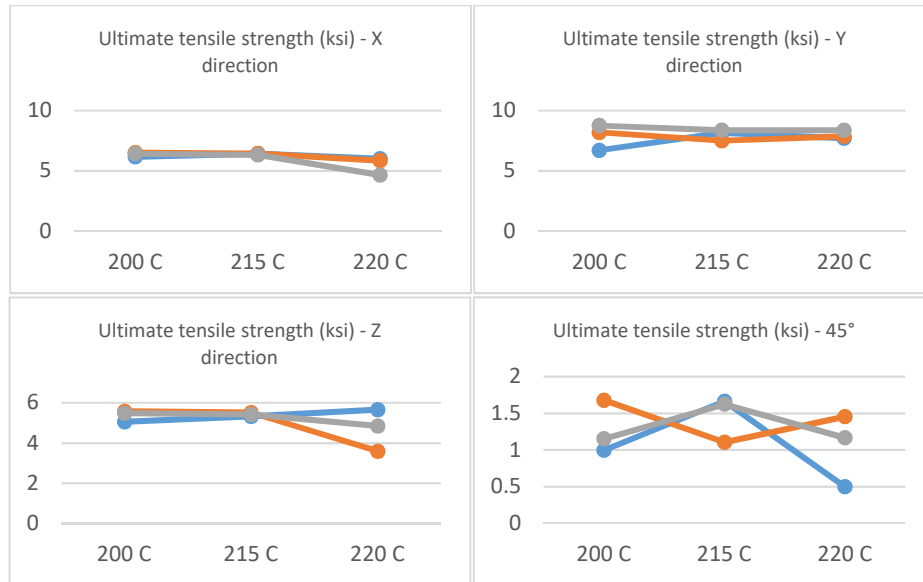 Ultimate tensile strength (ksi) - X
direction
10
5
0
200 C 215 C 220 C
Ultimate tensile strength (ksi) - Y
direction
10
5
0
200 C 215 C 220 C
Ultimate tensile strength (ksi) - Z
direction
6
4
2
0
200 C 215 C 220 C
Ultimate tensile strength (ksi) - 45°
2
1.5
1
0.5
0
200 C 215 C 220 C